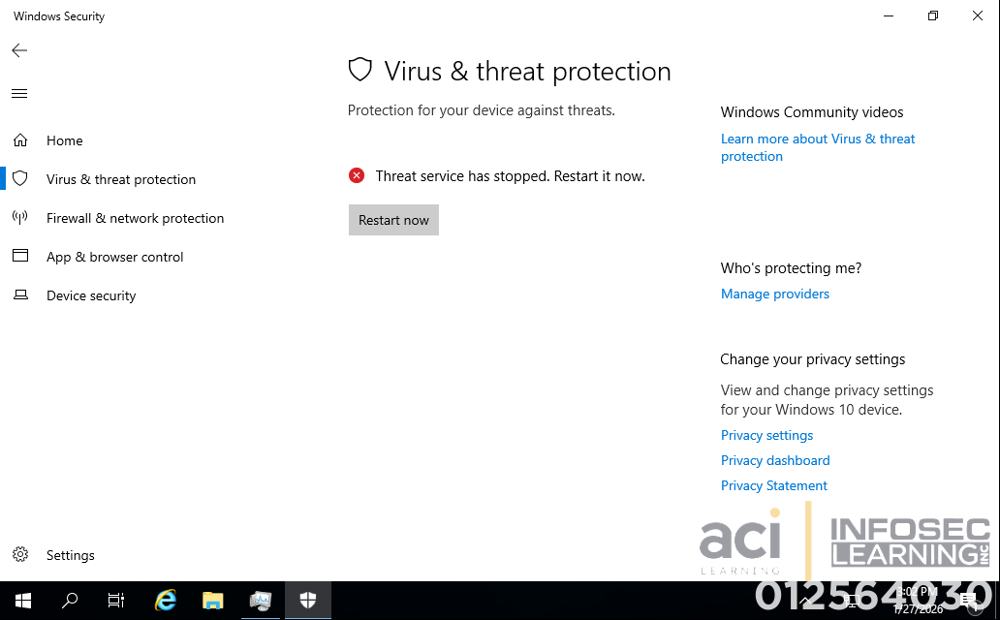 Windows Security
Virus & threat protection
Protection for your device against threats.
Threat service has stopped. Restart it now.
Restart now
Home
Virus & threat protection
Firewall & network protection
App & browser control
Device security
Settings
Windows Community videos
Learn more about Virus & threat
protection
Who's protecting me?
Manage providers
Change your privacy settings
View and change privacy settings
for your Windows 10 device.
Privacy settings
Privacy dashboard
Privacy Statement
aci
LEARNING
INFOSEC
LEARNING INC
012564030
:02 PM
1/27/2026